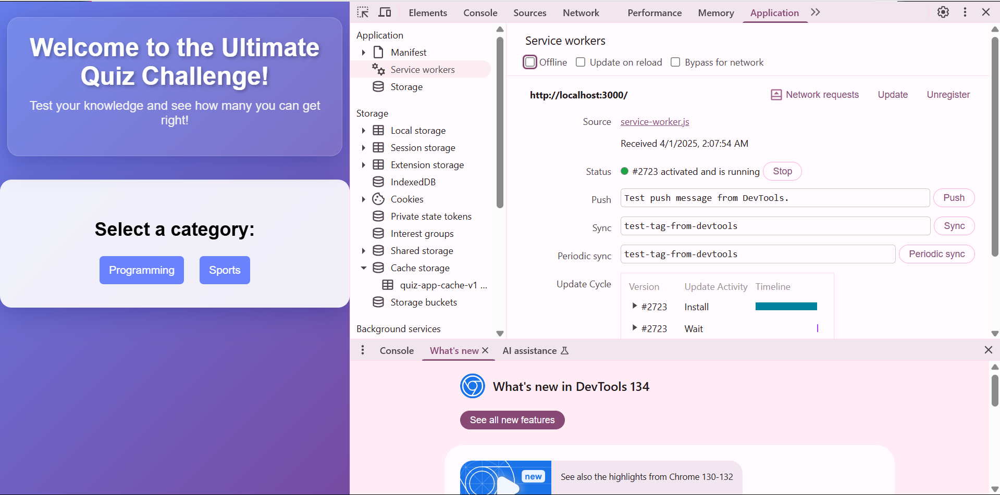 Welcome to the Ultimate
Quiz Challenge!
Test your knowledge and see how many you can get
right!
Select a category:
Programming
Sports
Elements
Console
Sources
Network
Performance
Memory
Application
Application
Manifest
Service workers
Storage
Storage
Local storage
Session storage
Extension storage
IndexedDB
Cookies
Private state tokens
Interest groups
Shared storage
Cache storage
quiz-app-cache-v1 ...
Storage buckets
Background services
Service workers
Offline
Update on reload
Bypass for network
http://localhost:3000/
Network requests
Update
Unregister
Source
service-worker.js
Received 4/1/2025, 2:07:54 AM
Status
#2723 activated and is running
Stop
Push
Test push message from DevTools.
Push
Sync
test-tag-from-devtools
Sync
Periodic sync
test-tag-from-devtools
Periodic sync
Update Cycle
Version
Update Activity
Timeline
#2723
Install
#2723
Wait
Console
What's new
AI assistance
What's new in DevTools 134
See all new features
new
See also the highlights from Chrome 130-132